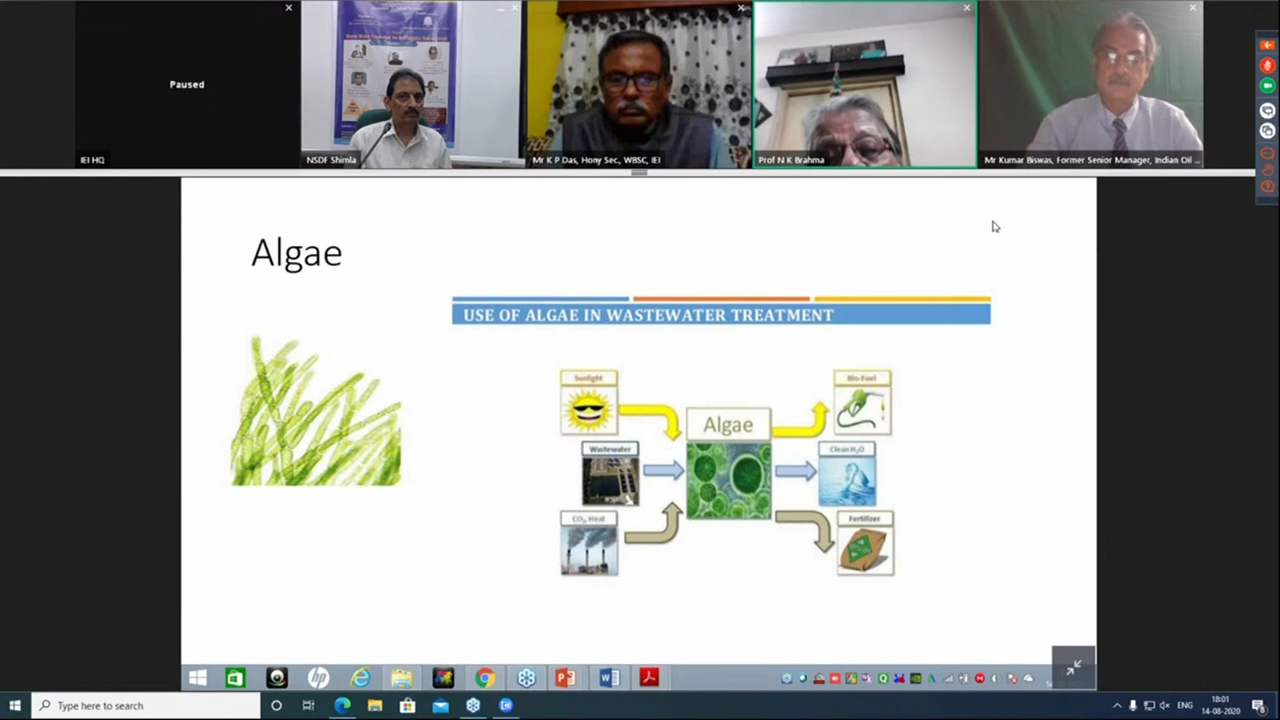 Paused
IEI HQ
NSDF Shimla
Mr K P Das, Hony Sec., WBSC, IEI
Prof N K Brahma
Mr Kumar Biswas, Former Senior Manager, Indian Oil ...
Algae
USE OF ALGAE IN WASTEWATER TREATMENT
Sunlight
Bio-Fuel
Algae
Wastewater
Clean H₂O
CO₂, Heat
Fertilizer
Type here to search
ENG
18:01
14-08-2020